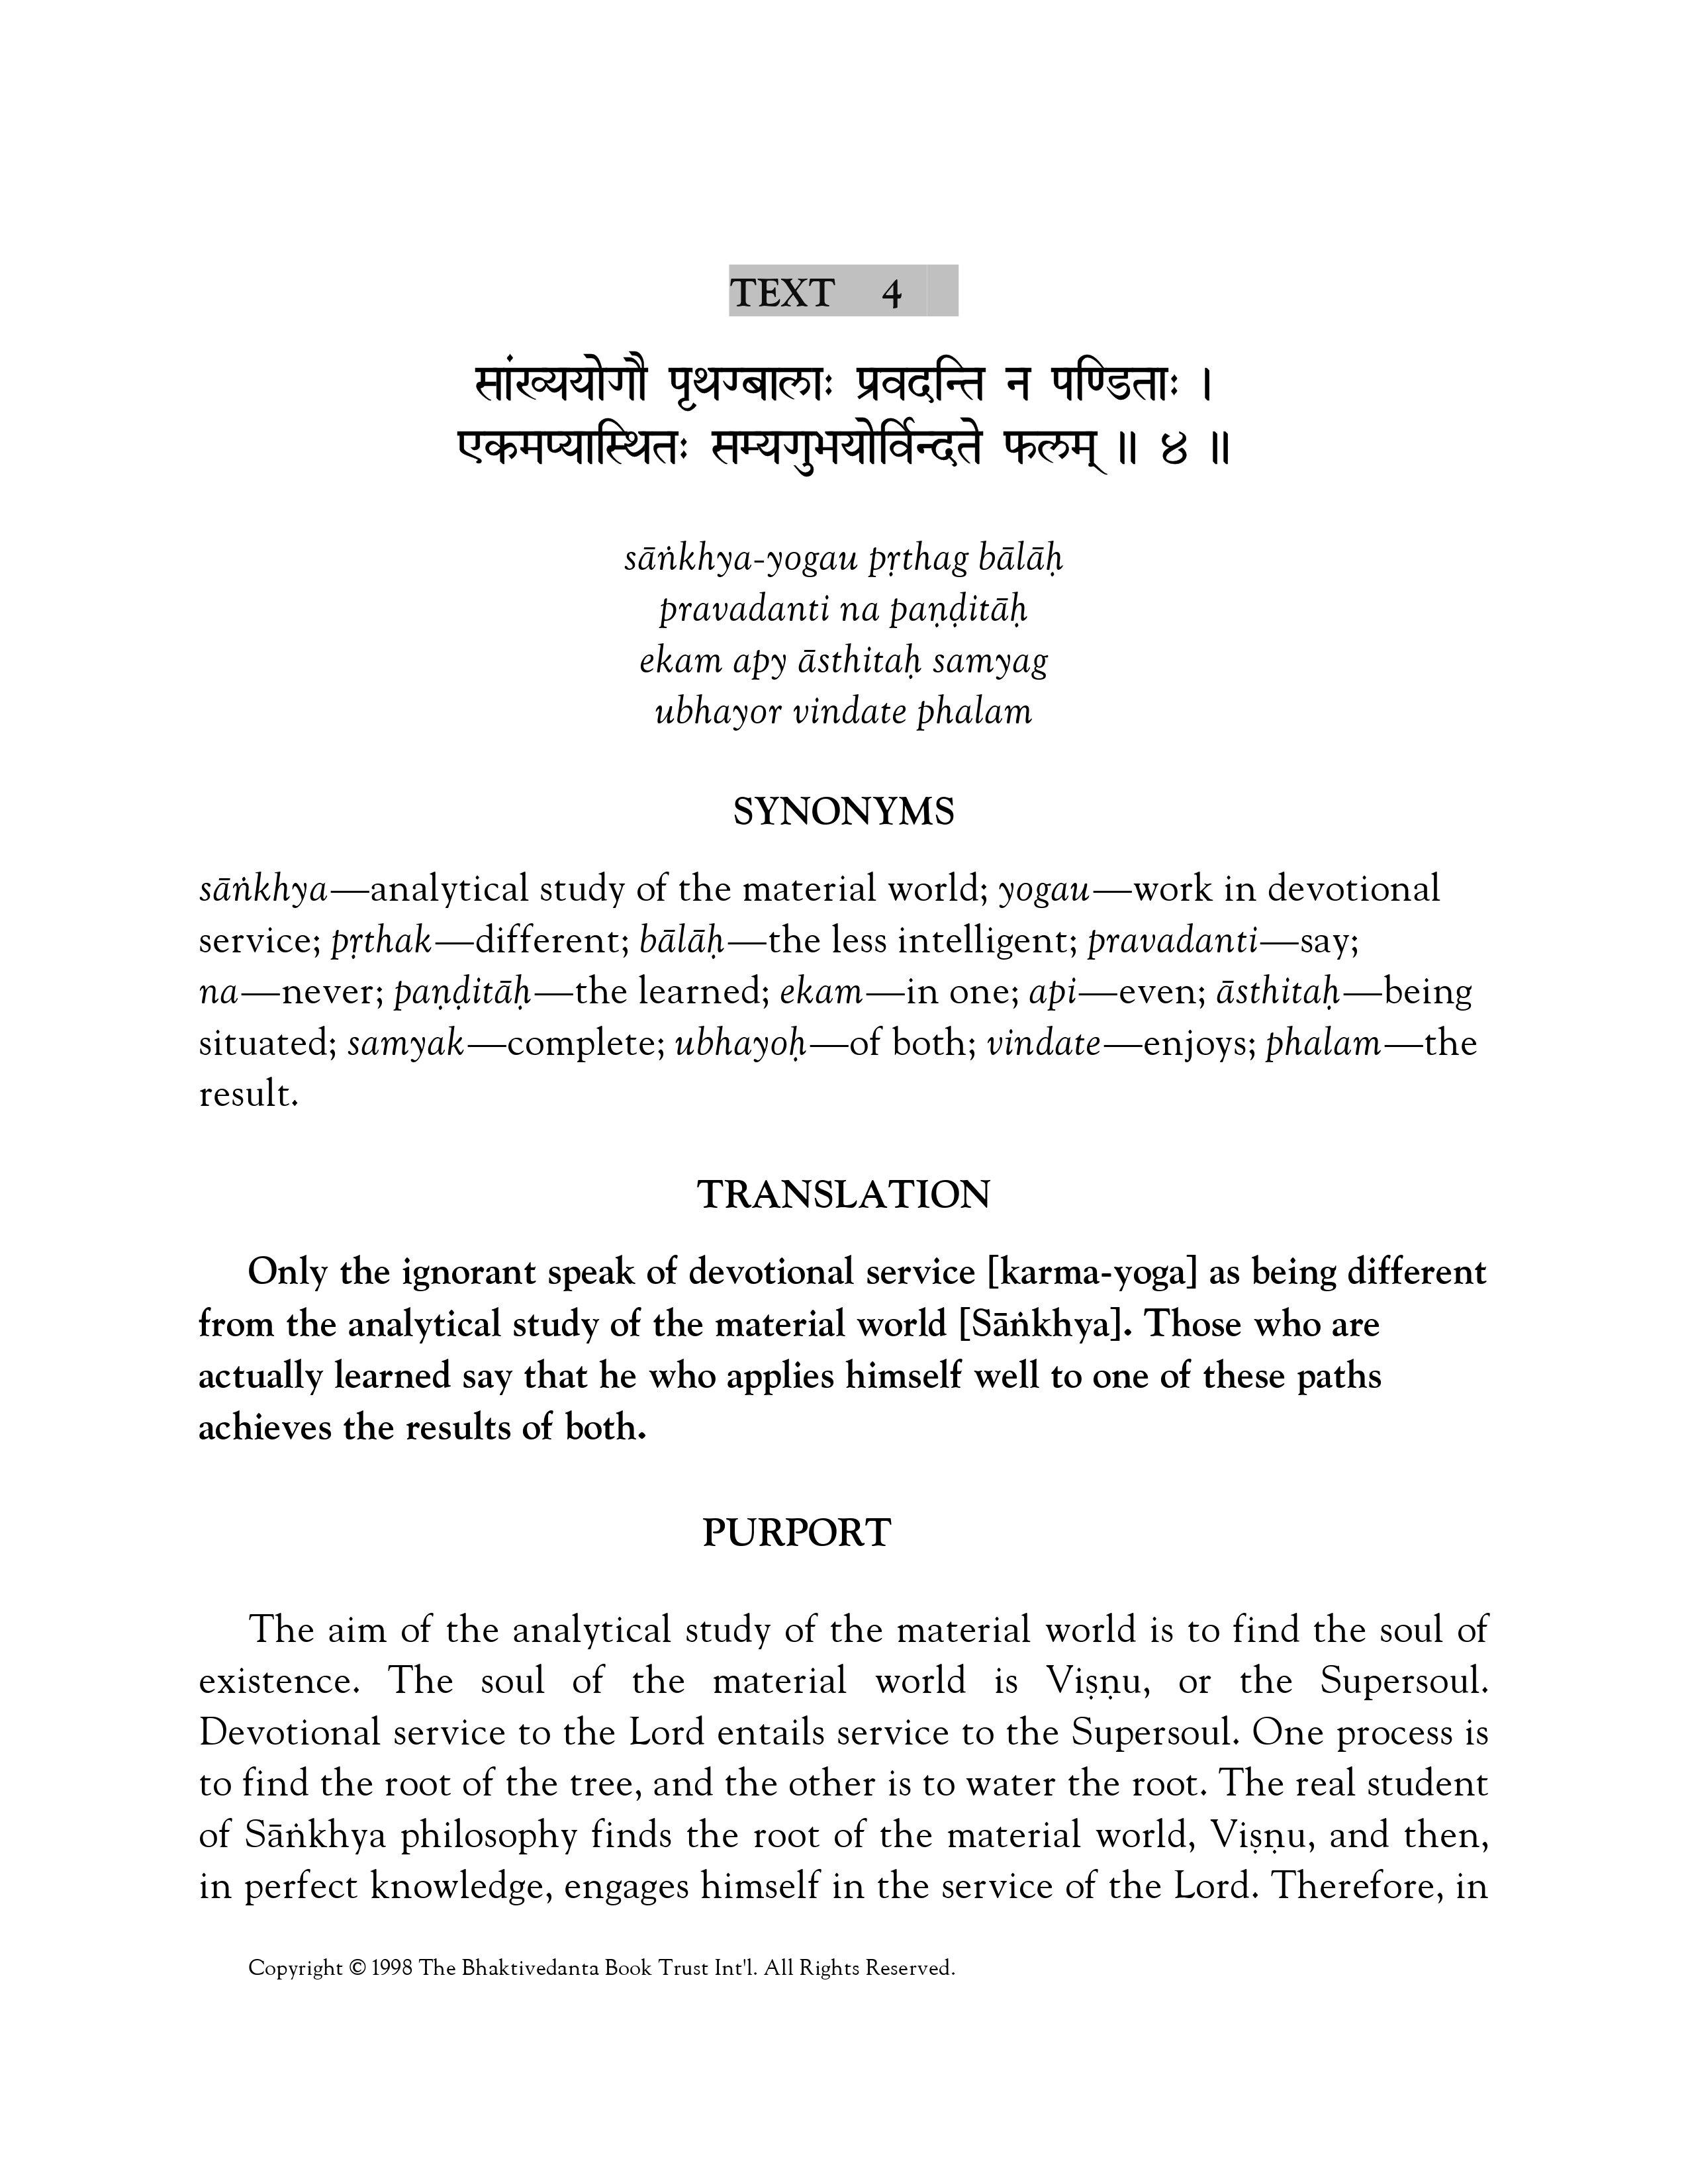 TEXT 4
सांख्ययोगौ पृथग्बालाः प्रवदन्ति न पण्डिताः ।
एकमप्यास्थितः सम्यगुभयोर्विन्दते फलम् ॥ ४ ॥
sāṅkhya-yogau pṛthag bālāḥ
pravadanti na paṇḍitāḥ
ekam apy āsthitaḥ samyag
ubhayor vindate phalam
SYNONYMS
sāṅkhya—analytical study of the material world; yogau—work in devotional
service; pṛthak—different; bālāḥ—the less intelligent; pravadanti—say;
na—never; paṇḍitāḥ—the learned; ekam—in one; api—even; āsthitaḥ—being
situated; samyak—complete; ubhayoḥ—of both; vindate—enjoys; phalam—the
result.
TRANSLATION
Only the ignorant speak of devotional service [karma-yoga] as being different
from the analytical study of the material world [Sāṅkhya]. Those who are
actually learned say that he who applies himself well to one of these paths
achieves the results of both.
PURPORT
The aim of the analytical study of the material world is to find the soul of
existence. The soul of the material world is Viṣṇu, or the Supersoul.
Devotional service to the Lord entails service to the Supersoul. One process is
to find the root of the tree, and the other is to water the root. The real student
of Sāṅkhya philosophy finds the root of the material world, Viṣṇu, and then,
in perfect knowledge, engages himself in the service of the Lord. Therefore, in
Copyright © 1998 The Bhaktivedanta Book Trust Int'l. All Rights Reserved.